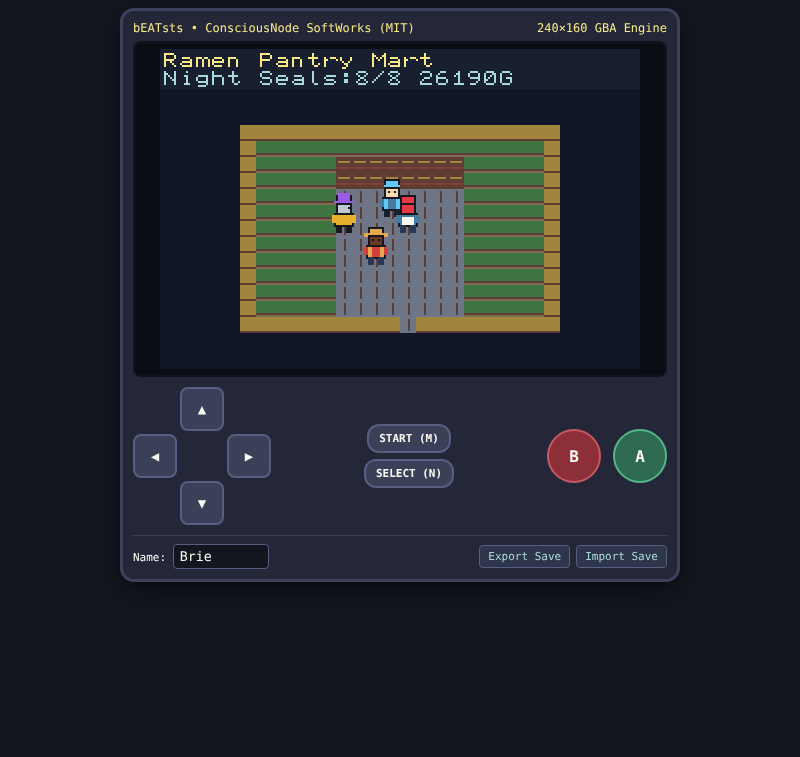 bEATsts • ConsciousNode SoftWorks (MIT)
240×160 GBA Engine
Ramen Pantry Mart
Night Seals:8/8 26190G
▲
◀
▶
▼
START (M)
SELECT (N)
B
A
Name:
Brie
Export Save
Import Save